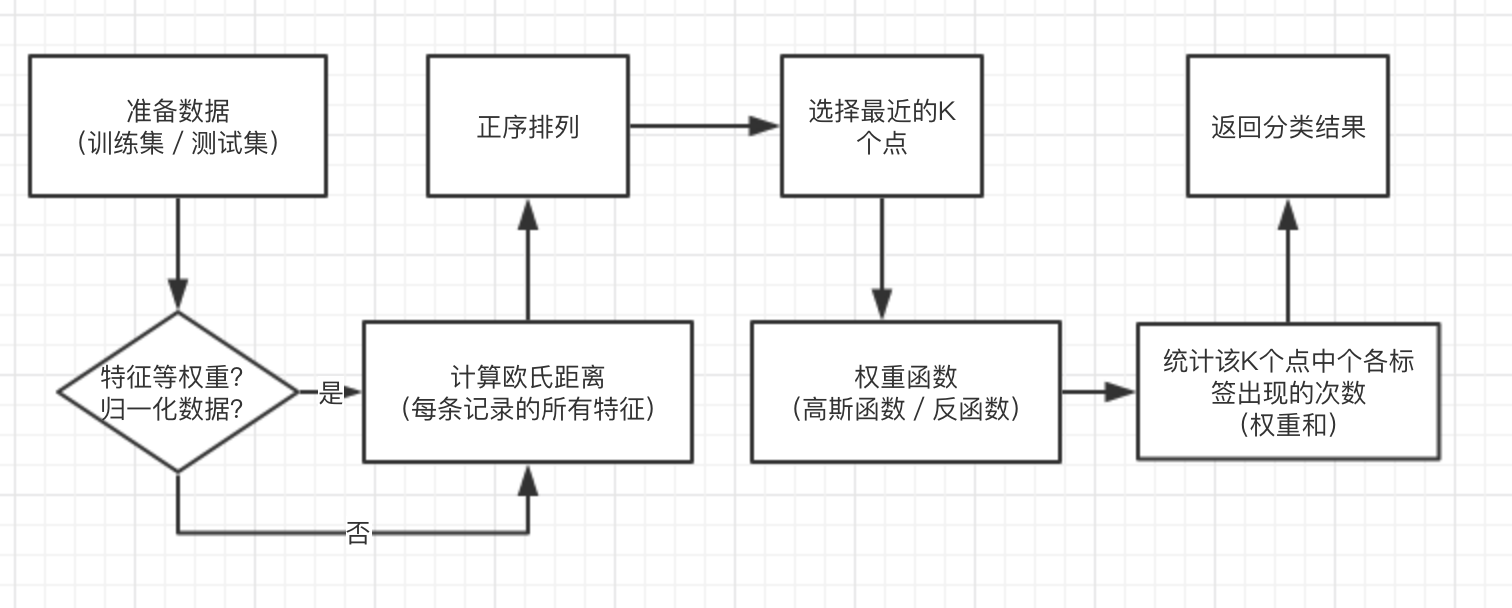 准备数据
（训练集 / 测试集）
特征等权重？
归一化数据？
是
否
计算欧氏距离
（每条记录的所有特征）
正序排列
选择最近的K
个点
权重函数
（高斯函数 / 反函数）
统计该K个点中个各标
签出现的次数
（权重和）
返回分类结果